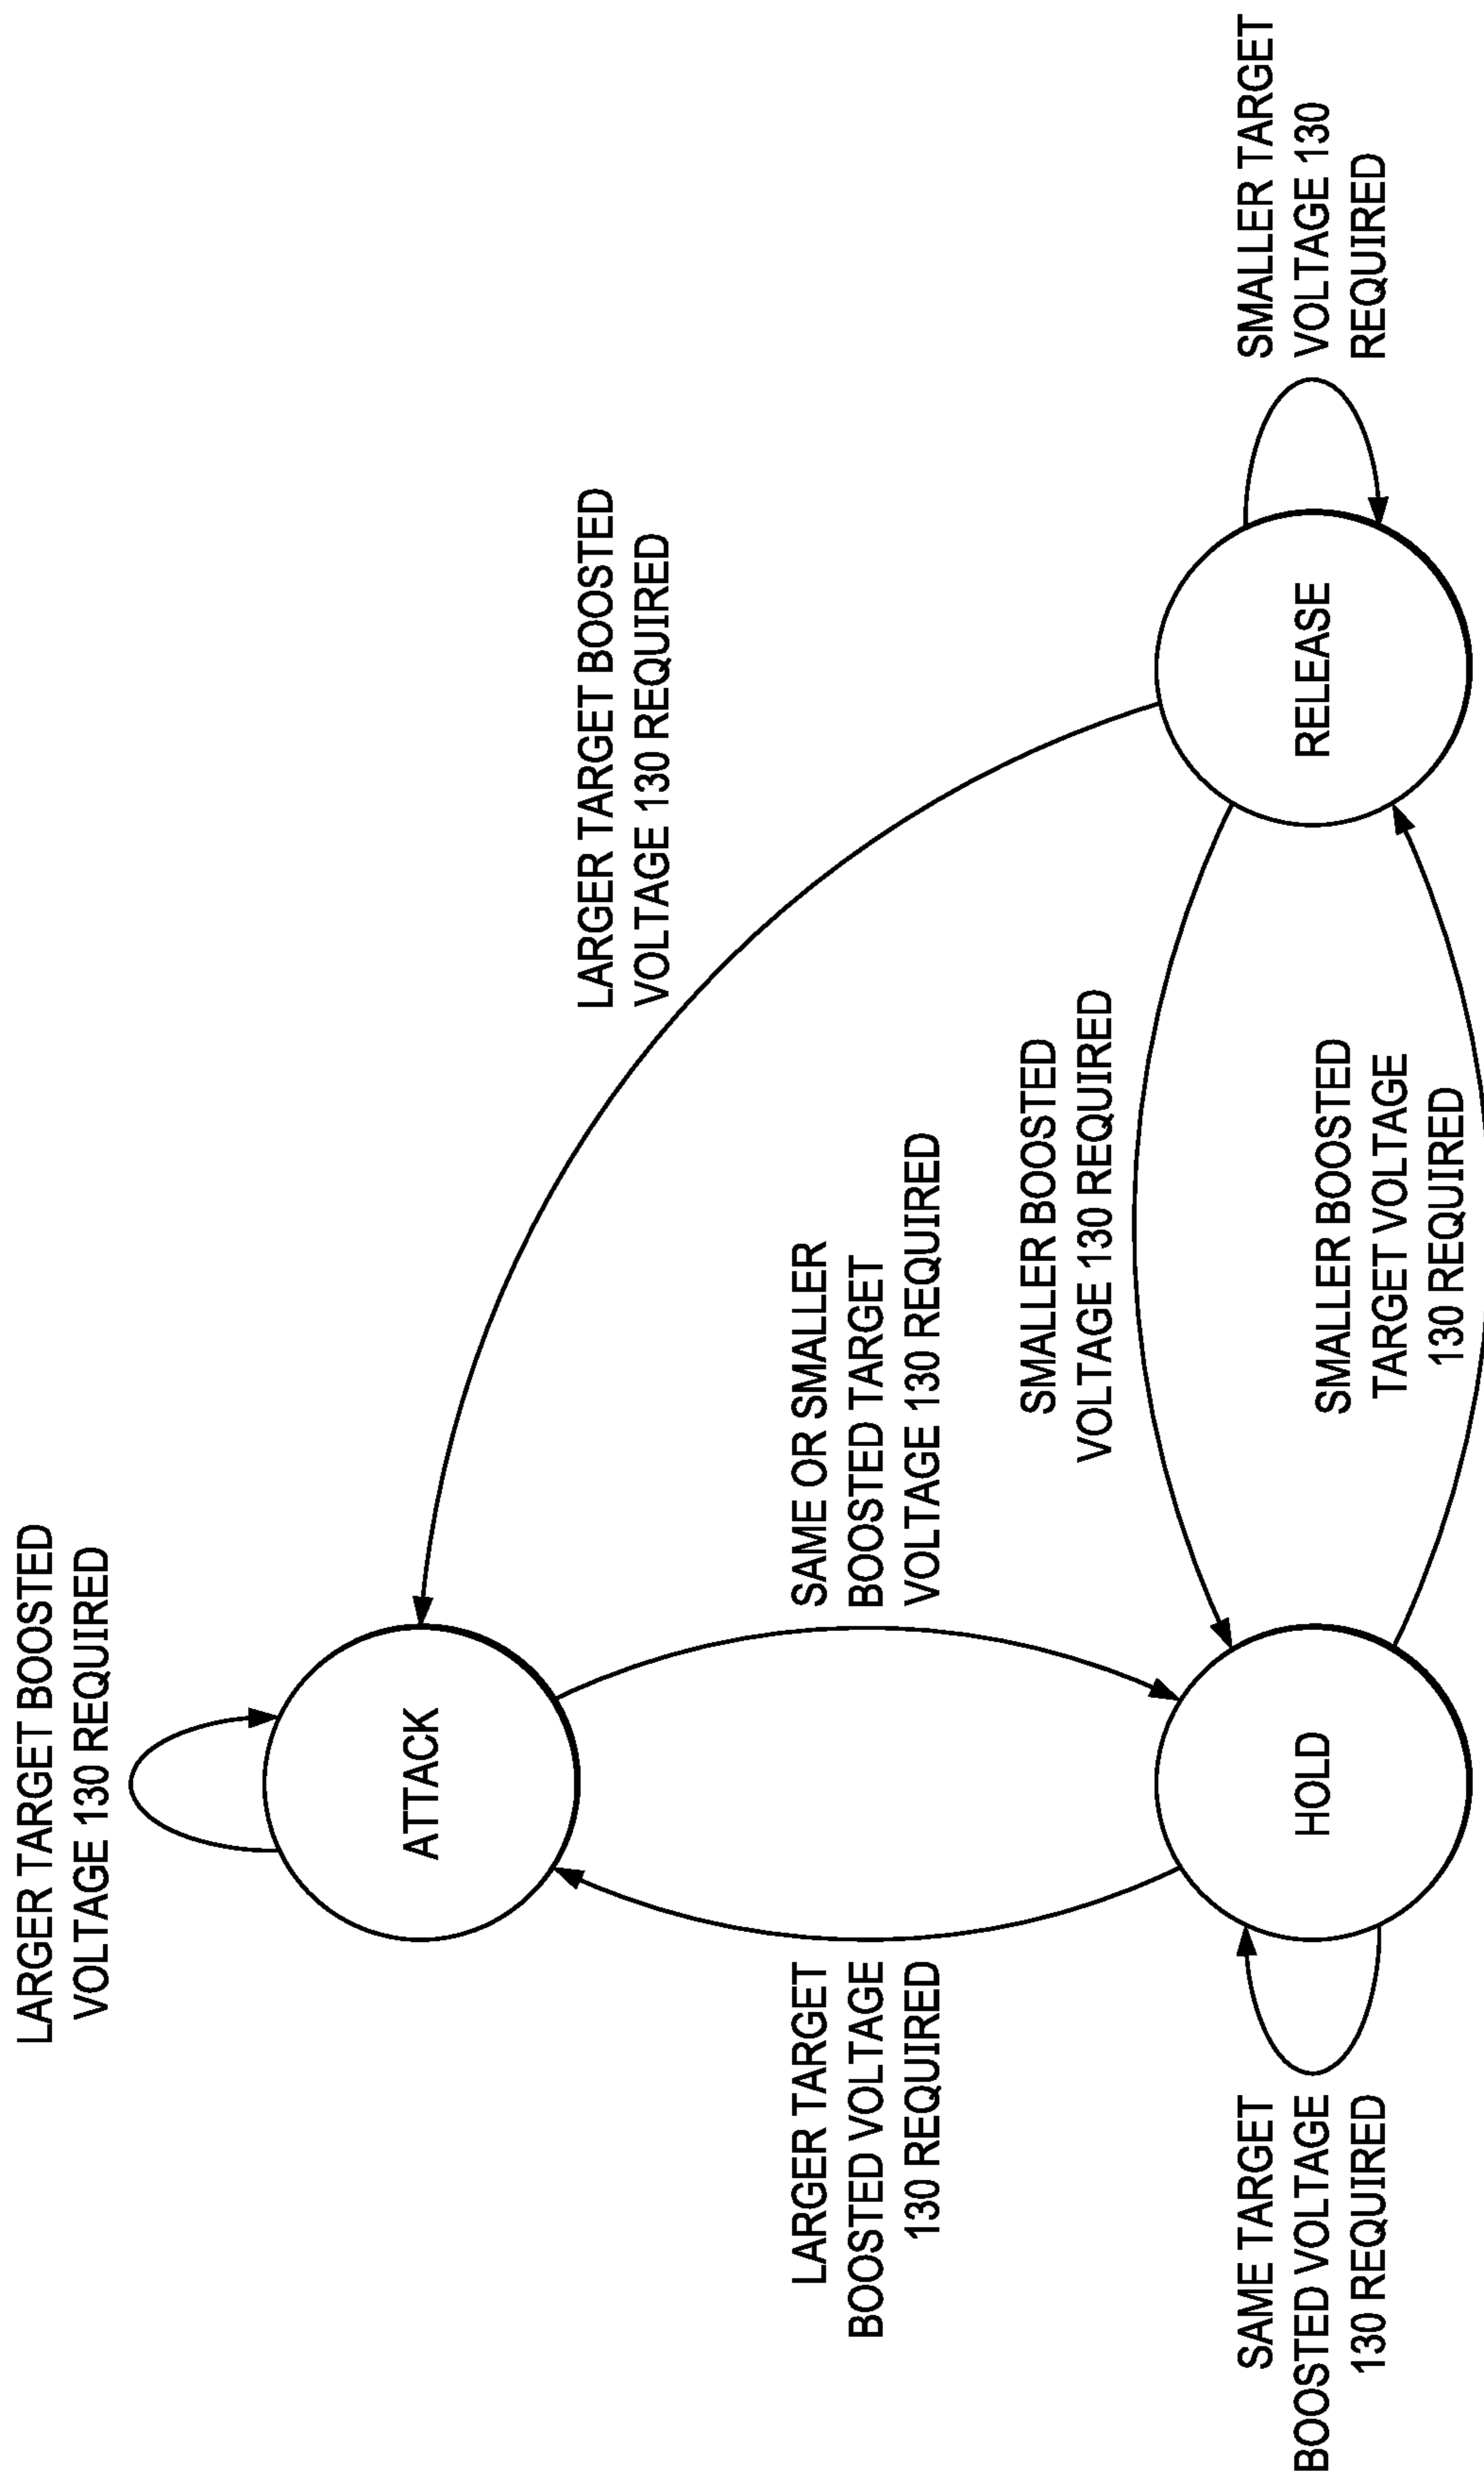 LARGER TARGET BOOSTED
VOLTAGE 130 REQUIRED
ATTACK
LARGER TARGET BOOSTED
VOLTAGE 130 REQUIRED
LARGER TARGET
BOOSTED VOLTAGE
130 REQUIRED
SAME OR SMALLER
BOOSTED TARGET
VOLTAGE 130 REQUIRED
SMALLER BOOSTED
VOLTAGE 130 REQUIRED
SAME TARGET
BOOSTED VOLTAGE
130 REQUIRED
HOLD
SMALLER BOOSTED
TARGET VOLTAGE
130 REQUIRED
RELEASE
SMALLER TARGET
VOLTAGE 130
REQUIRED